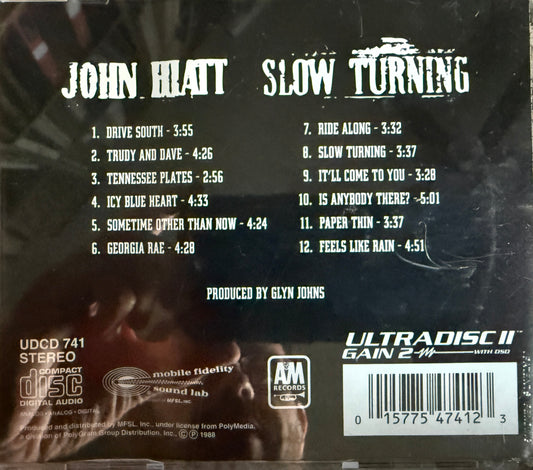 JOHN HIATT SLOW TURNING
1. DRIVE SOUTH - 3:55
2. TRUDY AND DAVE - 4:26
3. TENNESSEE PLATES - 2:56
4. ICY BLUE HEART - 4:33
5. SOMETIME OTHER THAN NOW - 4:24
6. GEORGIA RAE - 4:28
7. RIDE ALONG - 3:32
8. SLOW TURNING - 3:37
9. IT'LL COME TO YOU - 3:28
10. IS ANYBODY THERE? - 5:01
11. PAPER THIN - 3:37
12. FEELS LIKE RAIN - 4:51
PRODUCED BY GLYN JOHNS
UDCD 741
STEREO
COMPACT
disc
DIGITAL AUDIO
ANALOG • ANALOG • DIGITAL
mobile fidelity
sound lab
MFSL, INC.
A&M
RECORDS
ULTRADISC II™
GAIN 2 WITH DSD
0 15775 47412 3
Produced and distributed by MFSL. Inc. under license from PolyMedia.
a division of PolyGram Group Distribution, Inc., ©℗ 1988